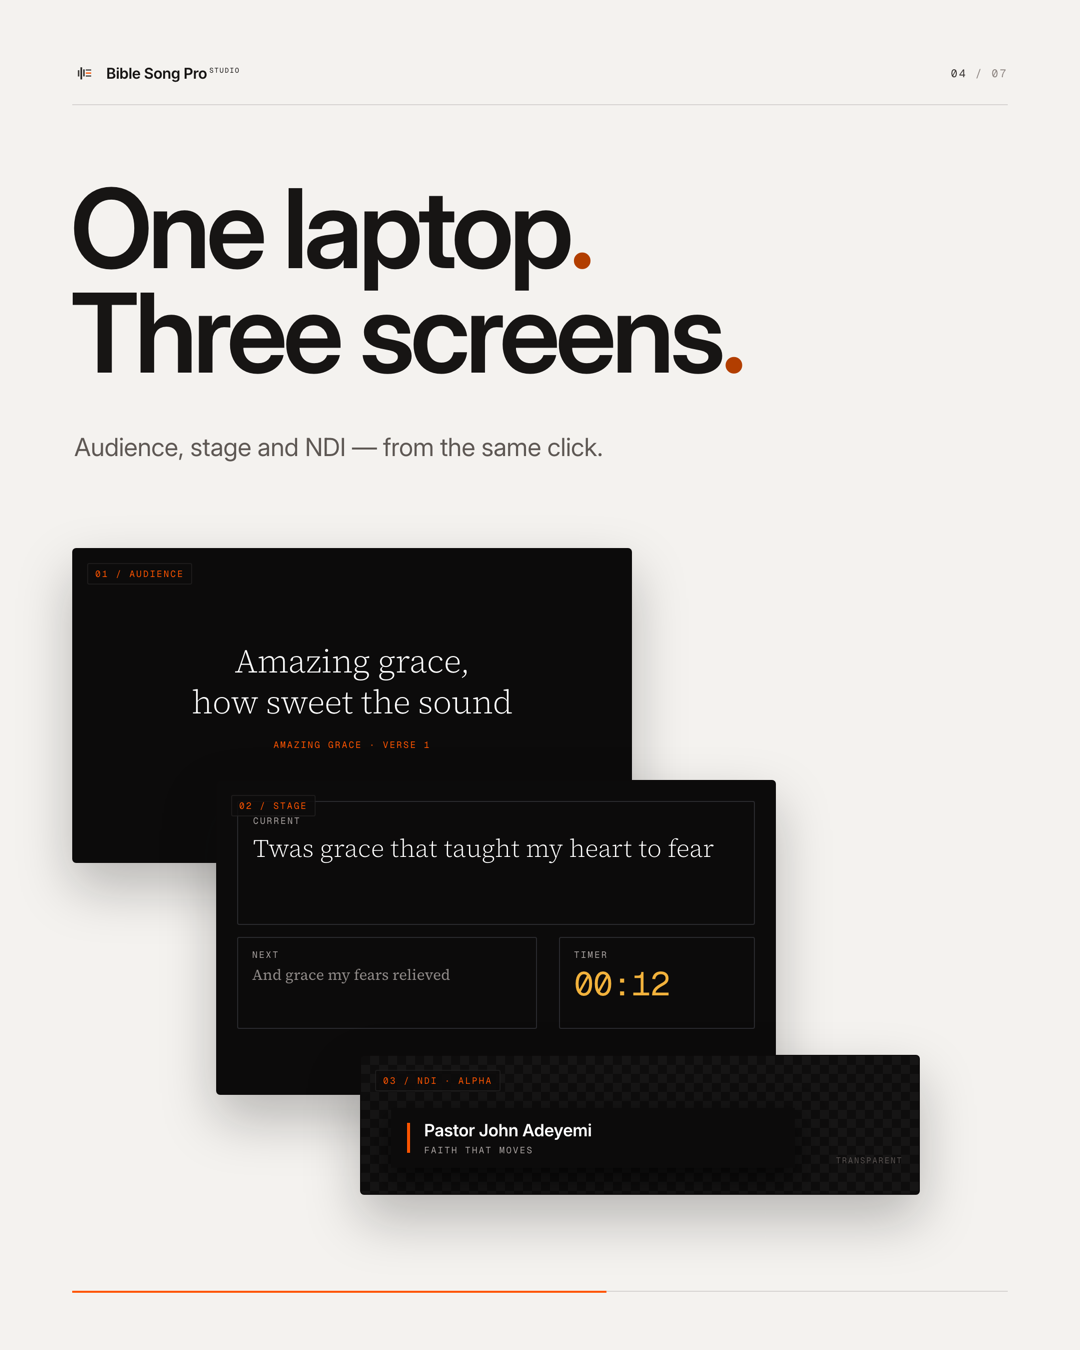 Bible Song Pro STUDIO
04 / 07
One laptop.
Three screens.
Audience, stage and NDI — from the same click.
01 / AUDIENCE
Amazing grace,
how sweet the sound
AMAZING GRACE · VERSE 1
02 / STAGE
CURRENT
Twas grace that taught my heart to fear
NEXT
And grace my fears relieved
TIMER
00:12
03 / NDI · ALPHA
Pastor John Adeyemi
FAITH THAT MOVES
TRANSPARENT